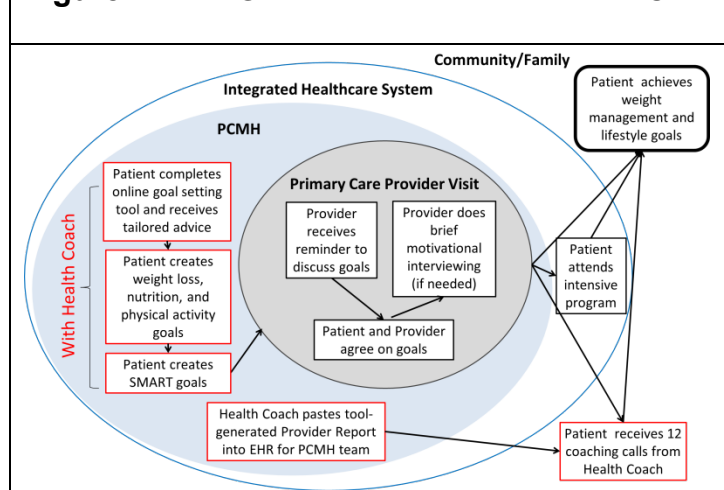 Community/Family
Integrated Healthcare System
PCMH
Patient achieves
weight
management and
lifestyle goals
With Health Coach
Patient completes
online goal setting
tool and receives
tailored advice
Patient creates
weight loss,
nutrition, and
physical activity
goals
Patient creates
SMART goals
Primary Care Provider Visit
Provider
receives
reminder to
discuss goals
Provider does
brief
motivational
interviewing
(if needed)
Patient and Provider
agree on goals
Patient
attends
intensive
program
Health Coach pastes tool-
generated Provider Report
into EHR for PCMH team
Patient receives 12
coaching calls from
Health Coach